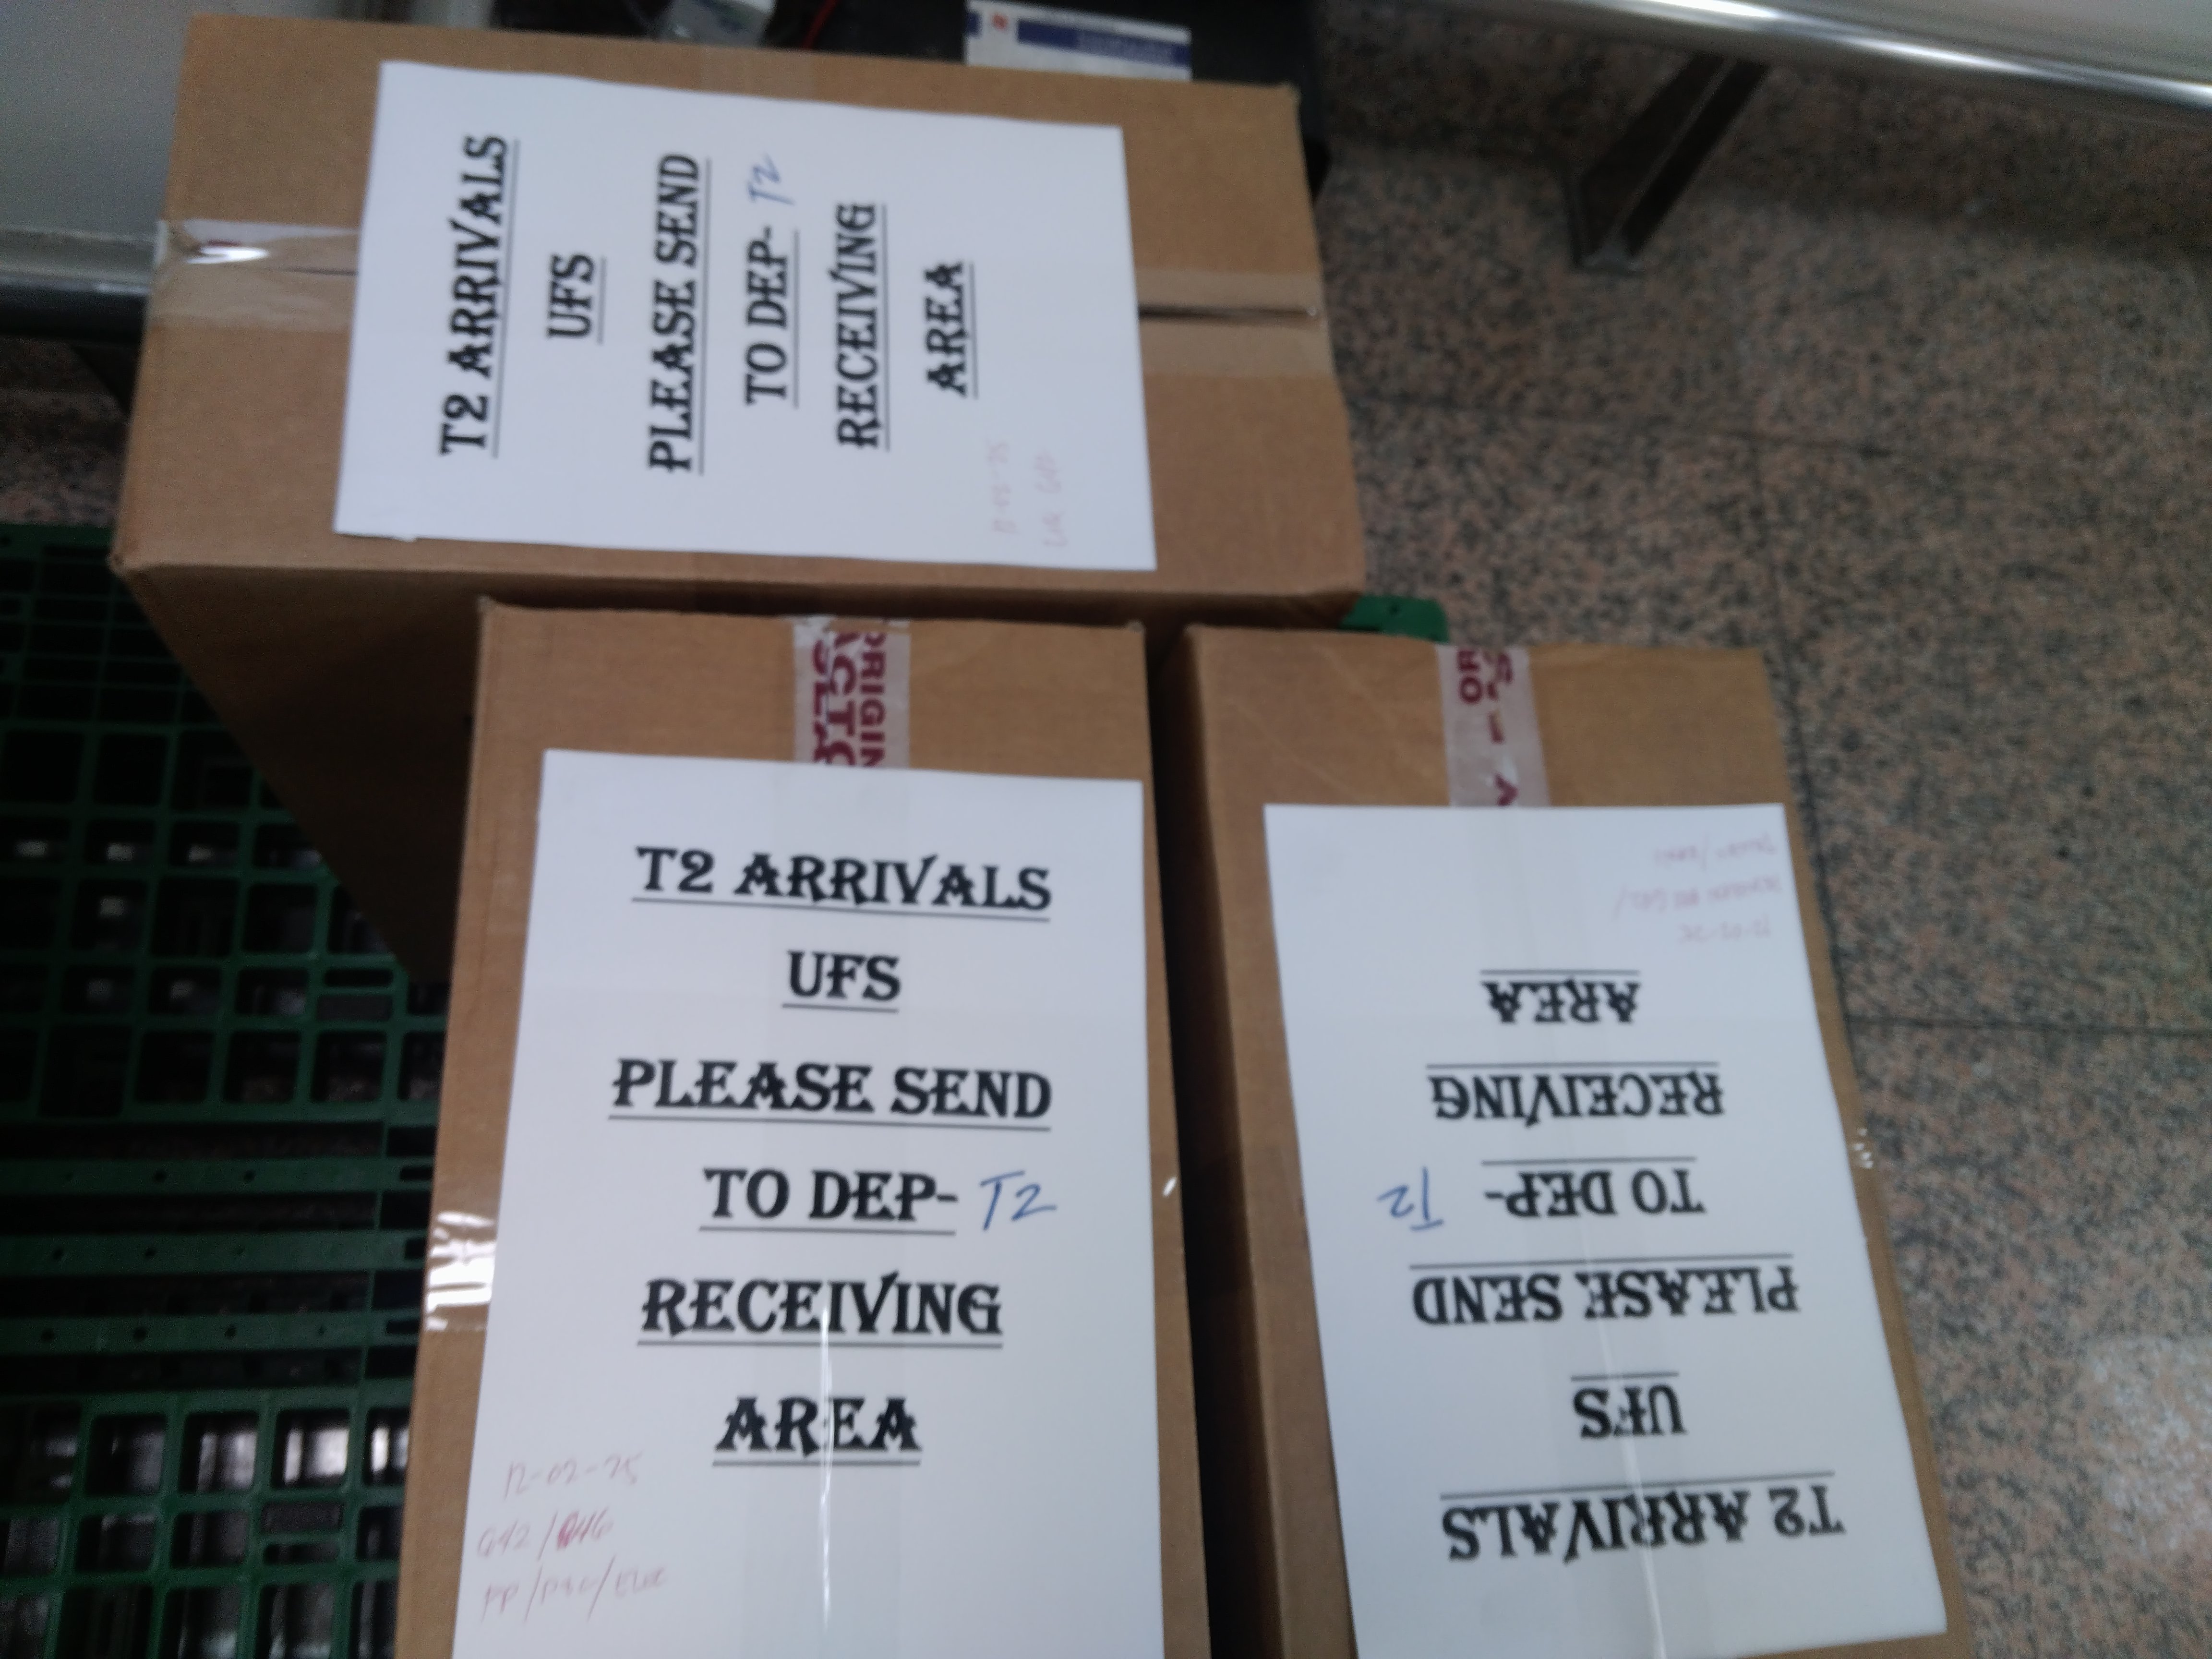 T2 ARRIVALS
UFS
PLEASE SEND
TO DEP- T2
RECEIVING
AREA
T2 ARRIVALS
UFS
PLEASE SEND
TO DEP- T2
RECEIVING
AREA
12-02-25
T2 ARRIVALS
UFS
PLEASE SEND
TO DEP- T2
RECEIVING
AREA